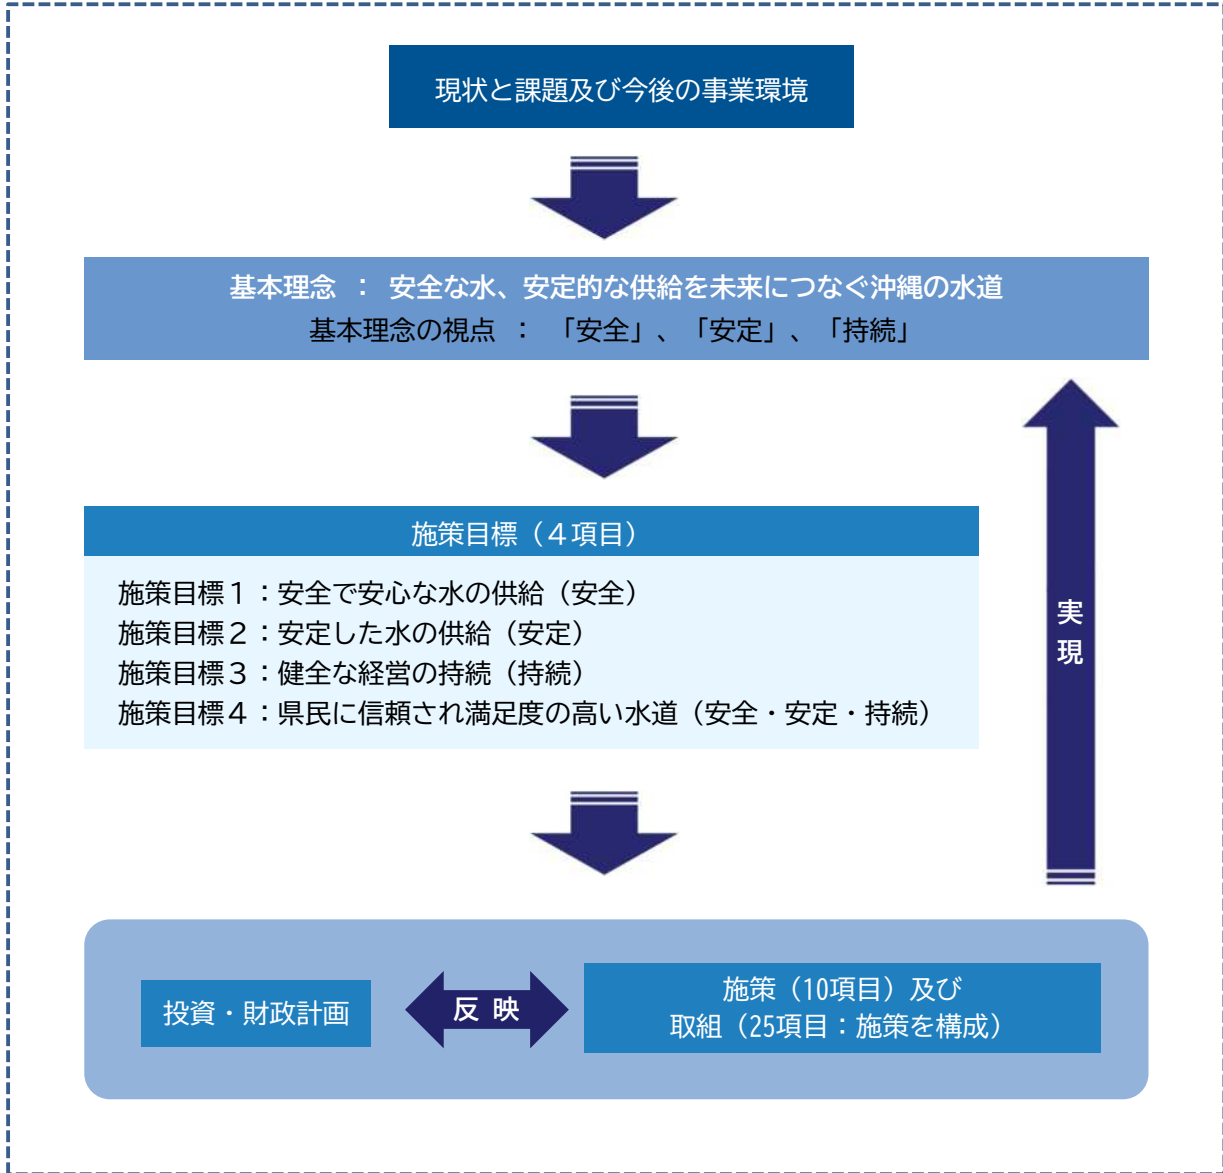 現状と課題及び今後の事業環境
基本理念 ： 安全な水、安定的な供給を未来につなぐ沖縄の水道
基本理念の視点 ： 「安全」、「安定」、「持続」
施策目標（４項目）
施策目標１：安全で安心な水の供給（安全）
施策目標２：安定した水の供給（安定）
施策目標３：健全な経営の持続（持続）
施策目標４：県民に信頼され満足度の高い水道（安全・安定・持続）
実現
投資・財政計画
反 映
施策（10項目）及び
取組（25項目：施策を構成）